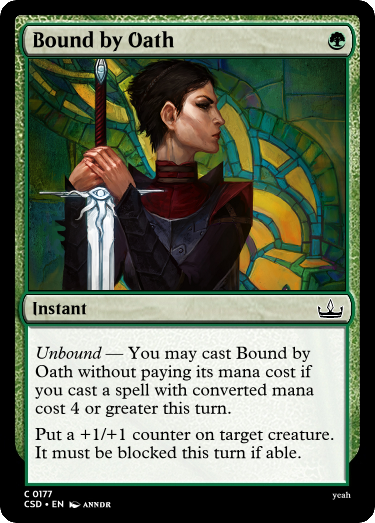 Bound by Oath
Instant
Unbound — You may cast Bound by
Oath without paying its mana cost if
you cast a spell with converted mana
cost 4 or greater this turn.
Put a +1/+1 counter on target creature.
It must be blocked this turn if able.
C 0177
yeah
CSD • EN ANNDR